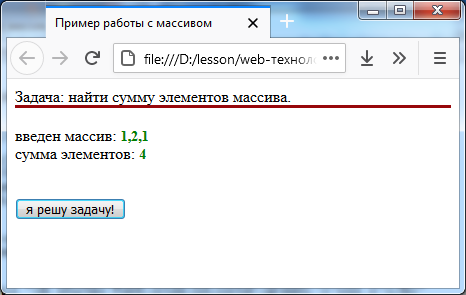 Пример работы с массивом
file:///D:/lesson/web-техноло
Задача: найти сумму элементов массива.
введен массив: 1,2,1
сумма элементов: 4
я решу задачу!